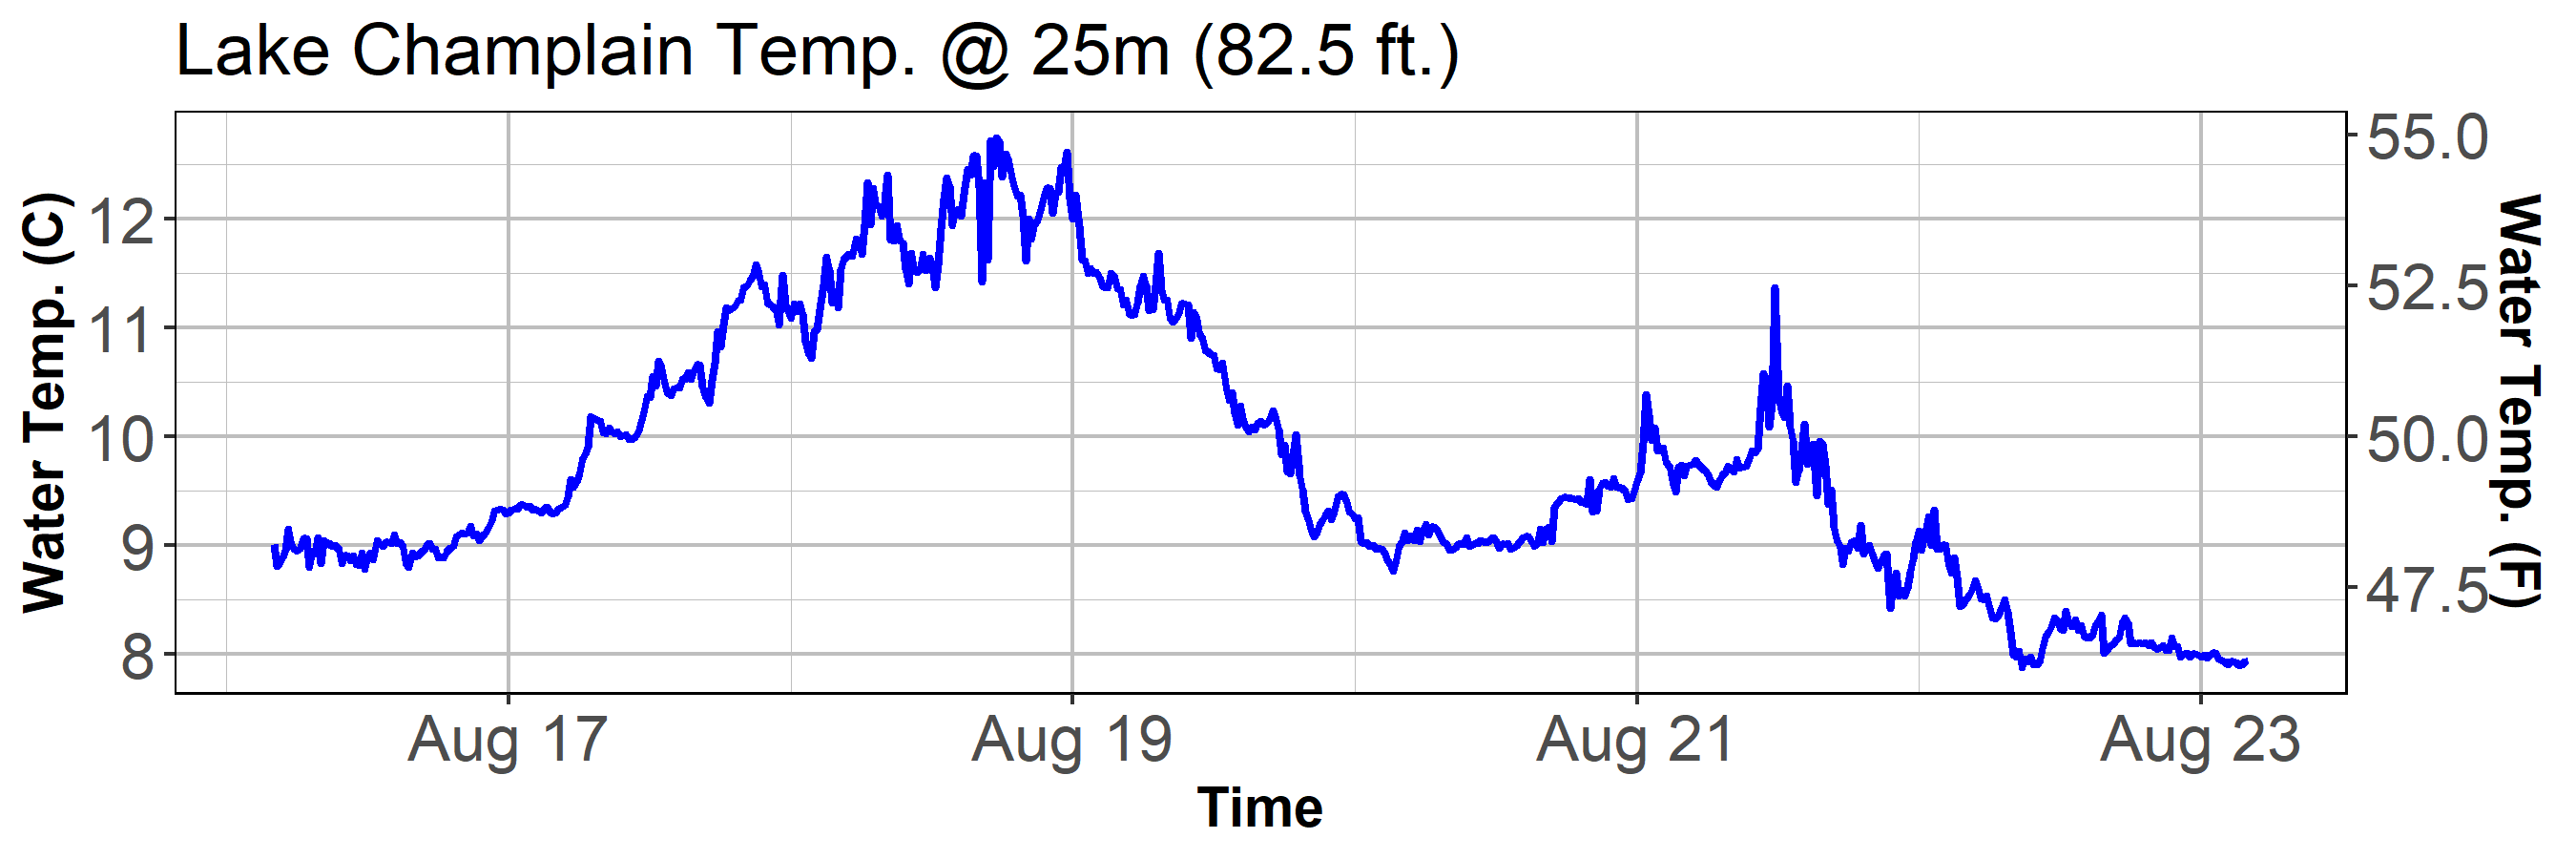 Lake Champlain Temp. @ 25m (82.5 ft.)
Water Temp. (C)
12
11
10
9
8
55.0
52.5
50.0
47.5
Water Temp. (F)
Aug 17
Aug 19
Aug 21
Aug 23
Time